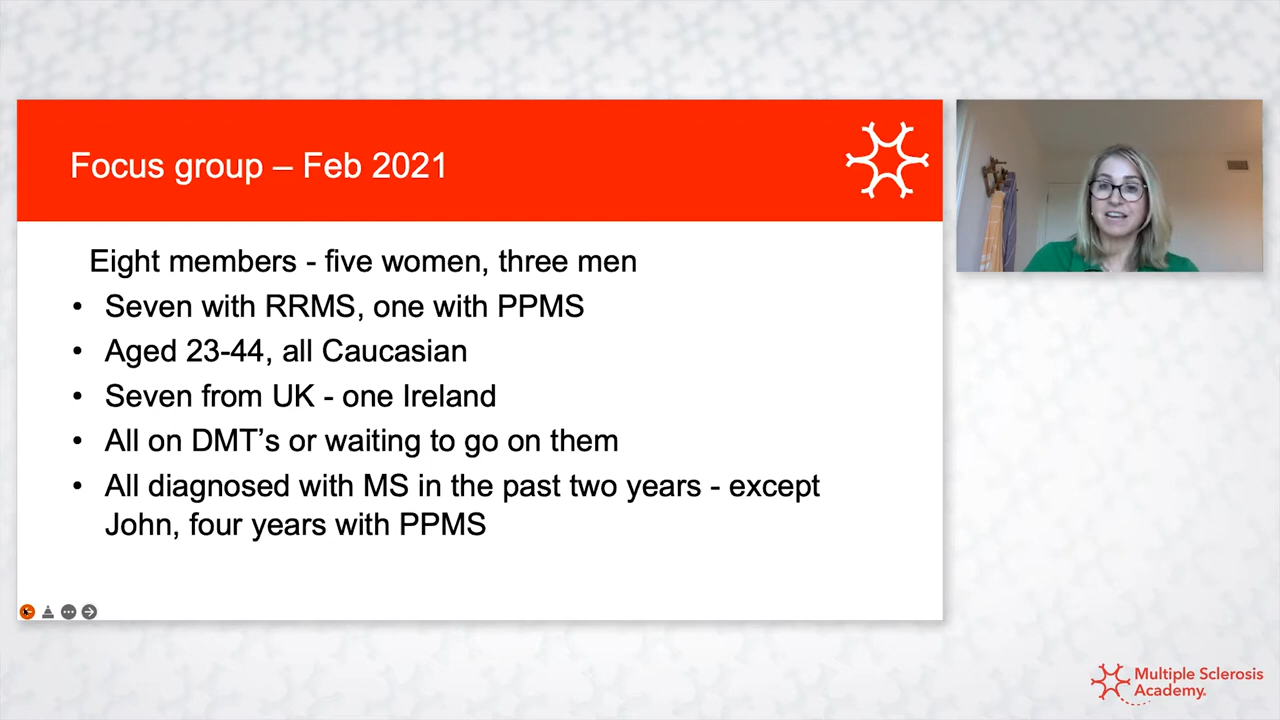 Focus group – Feb 2021
Eight members - five women, three men
• Seven with RRMS, one with PPMS
• Aged 23-44, all Caucasian
• Seven from UK - one Ireland
• All on DMT’s or waiting to go on them
• All diagnosed with MS in the past two years - except
John, four years with PPMS
Multiple Sclerosis
Academy.